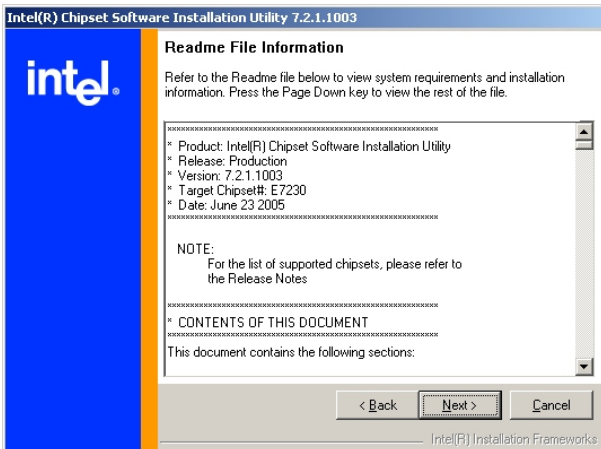 Intel(R) Chipset Software Installation Utility 7.2.1.1003
intel®
Readme File Information
Refer to the Readme file below to view system requirements and installation
information. Press the Page Down key to view the rest of the file.
************************************************************
* Product: Intel(R) Chipset Software Installation Utility
* Release: Production
* Version: 7.2.1.1003
* Target Chipset#: E7230
* Date: June 23 2005
************************************************************
NOTE:
For the list of supported chipsets, please refer to
the Release Notes
************************************************************
* CONTENTS OF THIS DOCUMENT
************************************************************
This document contains the following sections:
< Back Next > Cancel
Intel(R) Installation Frameworks